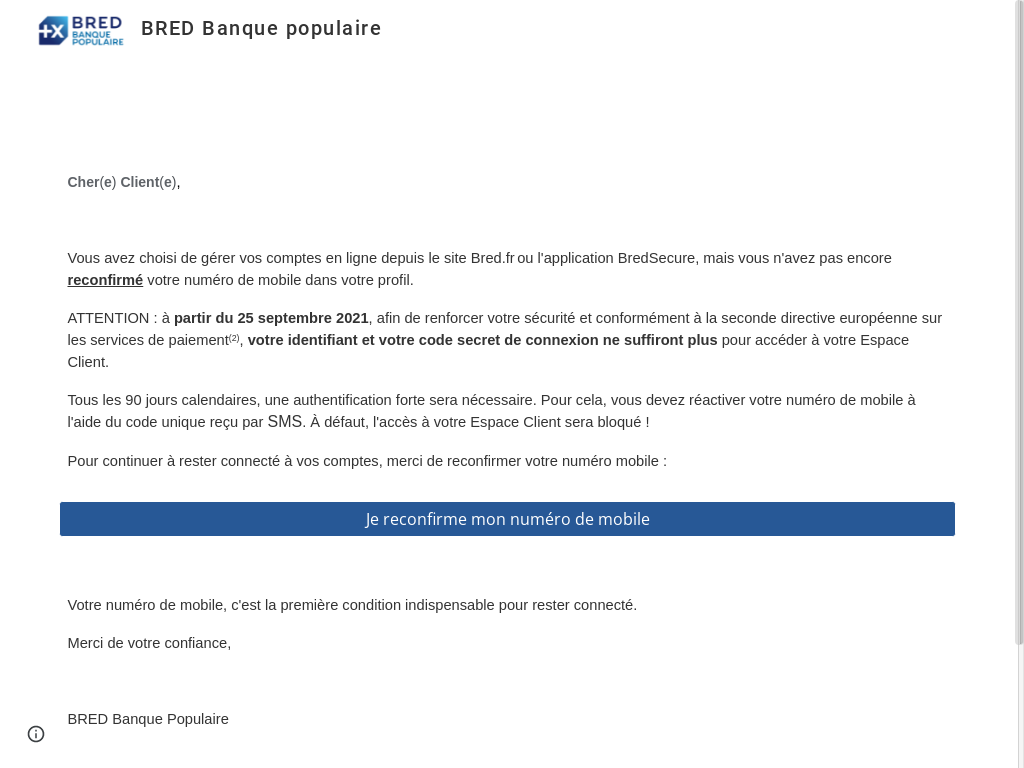 +X BRED
BANQUE
POPULAIRE
BRED Banque populaire
Cher(e) Client(e),
Vous avez choisi de gérer vos comptes en ligne depuis le site Bred.fr ou l'application BredSecure, mais vous n'avez pas encore
reconfirmé votre numéro de mobile dans votre profil.
ATTENTION : à partir du 25 septembre 2021, afin de renforcer votre sécurité et conformément à la seconde directive européenne sur
les services de paiement(2), votre identifiant et votre code secret de connexion ne suffiront plus pour accéder à votre Espace
Client.
Tous les 90 jours calendaires, une authentification forte sera nécessaire. Pour cela, vous devez réactiver votre numéro de mobile à
l'aide du code unique reçu par SMS. À défaut, l'accès à votre Espace Client sera bloqué !
Pour continuer à rester connecté à vos comptes, merci de reconfirmer votre numéro mobile :
Je reconfirme mon numéro de mobile
Votre numéro de mobile, c'est la première condition indispensable pour rester connecté.
Merci de votre confiance,
BRED Banque Populaire